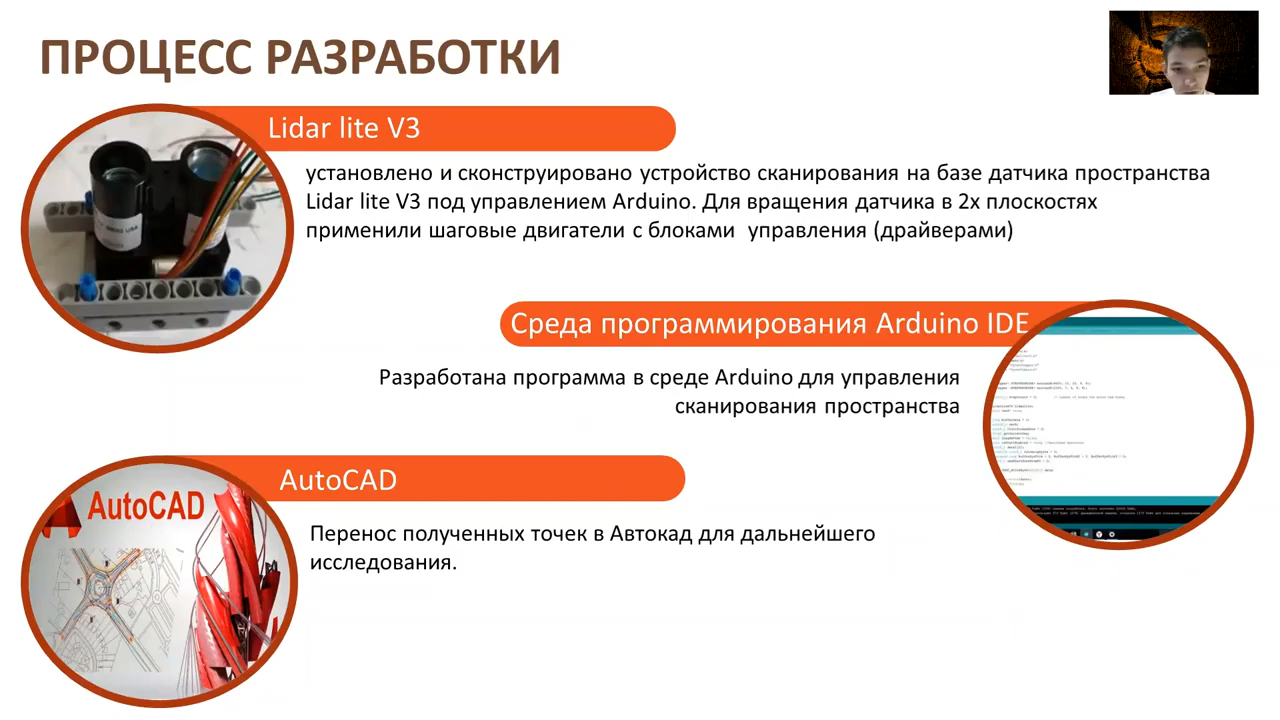 ПРОЦЕСС РАЗРАБОТКИ
Lidar lite V3
установлено и сконструировано устройство сканирования на базе датчика пространства
Lidar lite V3 под управлением Arduino. Для вращения датчика в 2х плоскостях
применили шаговые двигатели с блоками управления (драйверами)
Среда программирования Arduino IDE
Разработана программа в среде Arduino для управления
сканирования пространства
AutoCAD
AutoCAD
Перенос полученных точек в Автокад для дальнейшего
исследования.